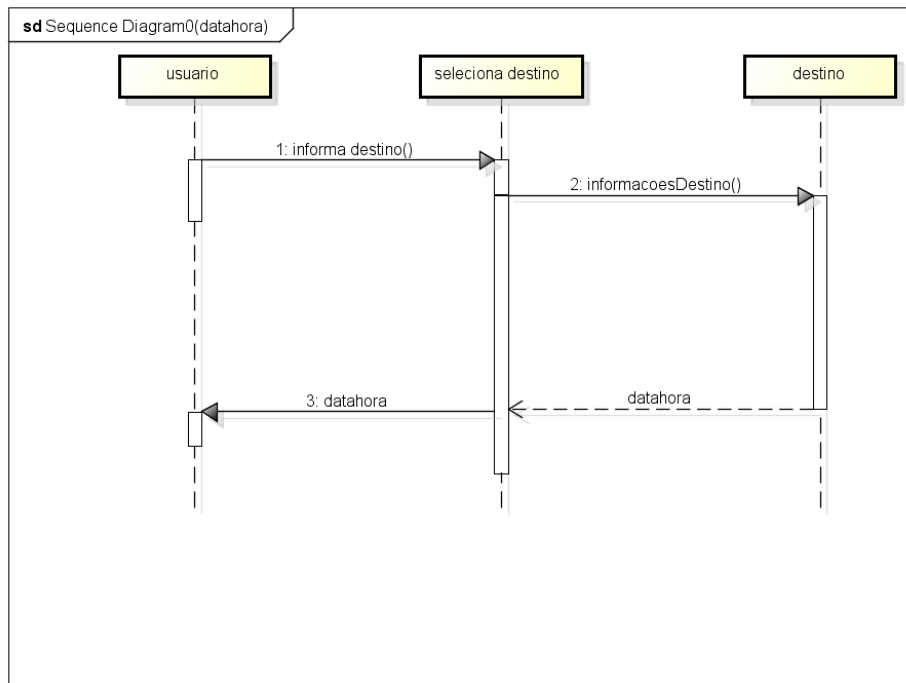 sd Sequence Diagram0(datahora)
usuario
seleciona destino
destino
1: informa destino()
2: informacoesDestino()
datahora
3: datahora